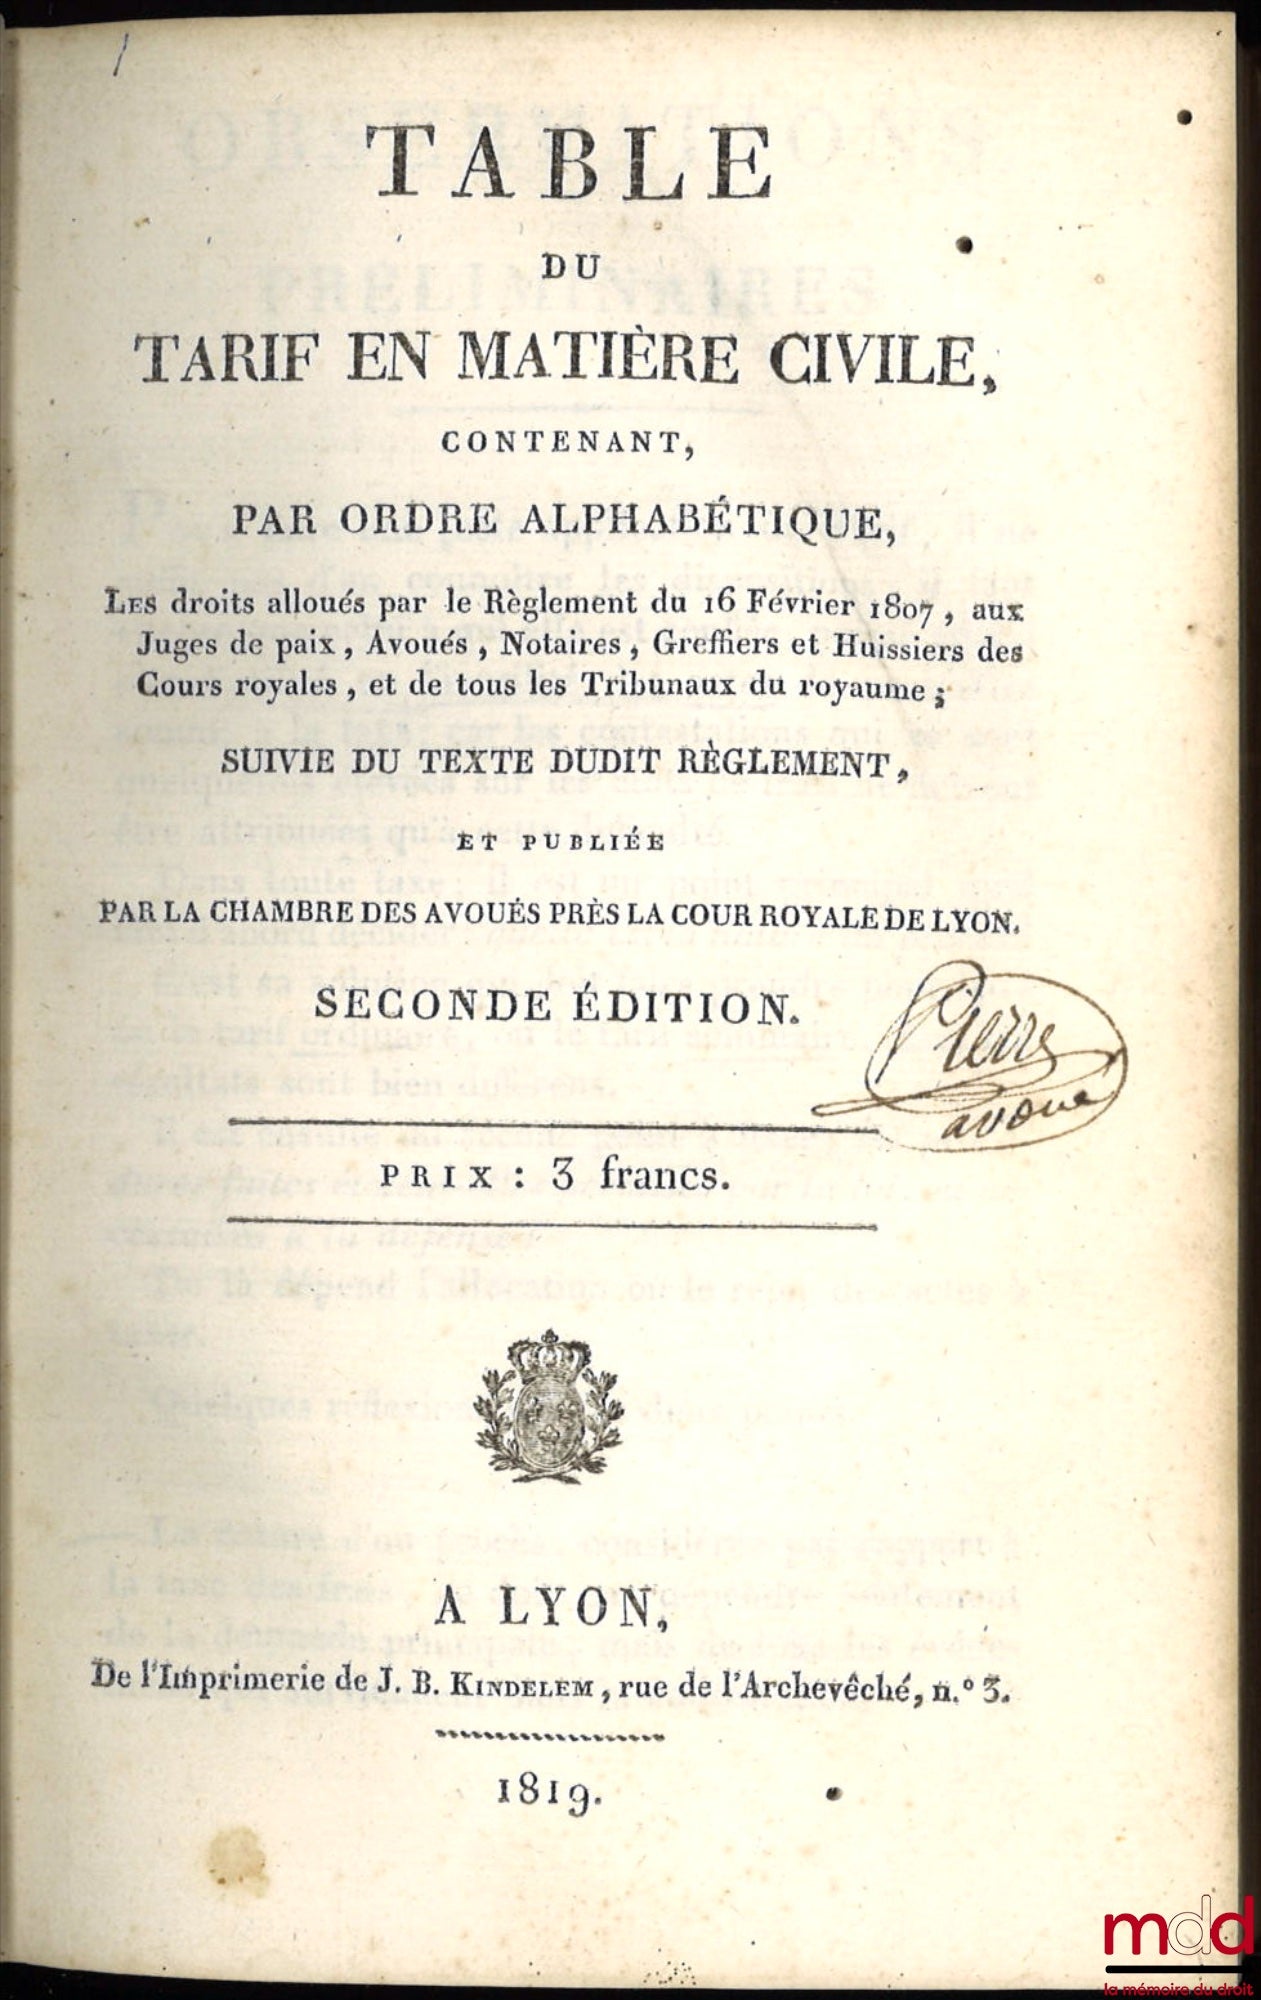 TABLE
DU
TARIF EN MATIÈRE CIVILE,
CONTENANT,
PAR ORDRE ALPHABÉTIQUE,
LES droits alloués par le Règlement du 16 Février 1807, aux
Juges de paix, Avoués, Notaires, Greffiers et Huissiers des
Cours royales, et de tous les Tribunaux du royaume;
SUIVIE DU TEXTE DUDIT RÈGLEMENT,
ET PUBLIÉE
PAR LA CHAMBRE DES AVOUÉS PRÈS LA COUR ROYALE DE LYON.
SECONDE ÉDITION.
Pierre
avoué
PRIX : 3 francs.
A LYON,
De l'Imprimerie de J. B. KINDELEM, rue de l'Archevêché, n.º 3.
1819.
mdd
la mémoire du droit